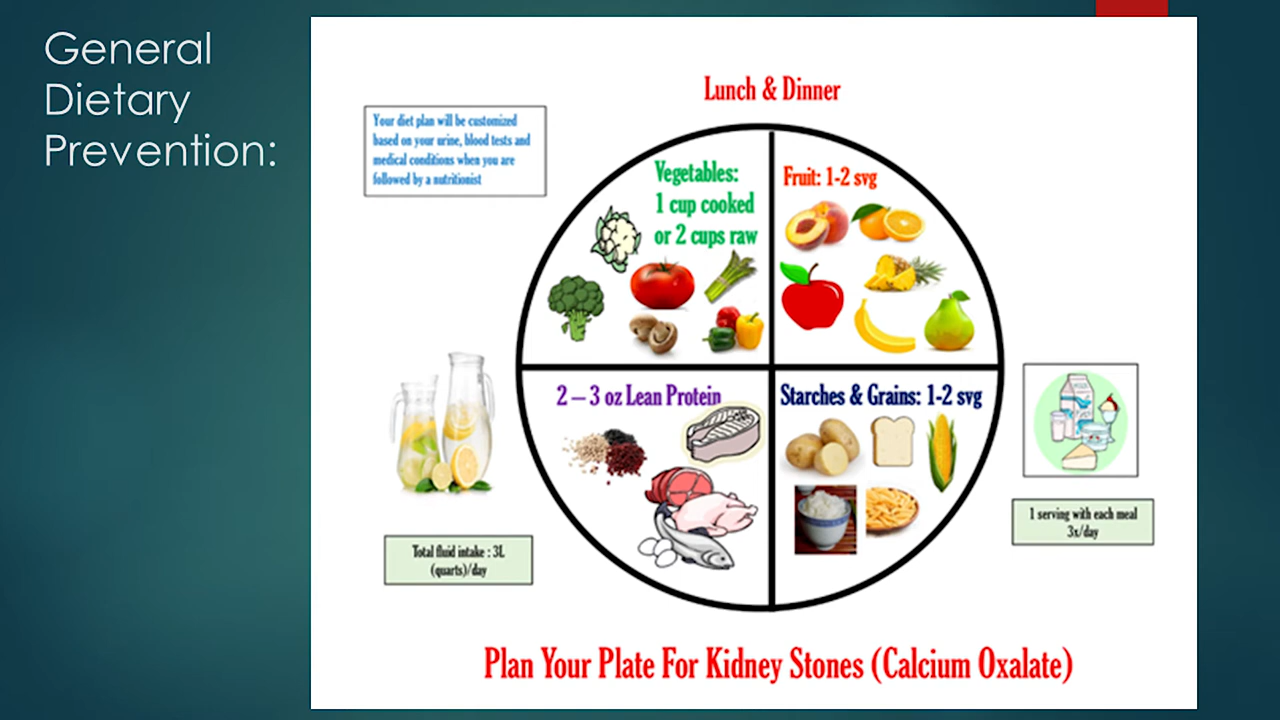 General
Dietary
Prevention:
Lunch & Dinner
Your diet plan will be customized
based on your urine, blood tests and
medical conditions when you are
followed by a nutritionist
Vegetables:
1 cup cooked
or 2 cups raw
Fruit: 1-2 svg
2 – 3 oz Lean Protein
Starches & Grains: 1-2 svg
1 serving with each meal
3x/day
Total fluid intake : 3L
(quarts)/day
Plan Your Plate For Kidney Stones (Calcium Oxalate)